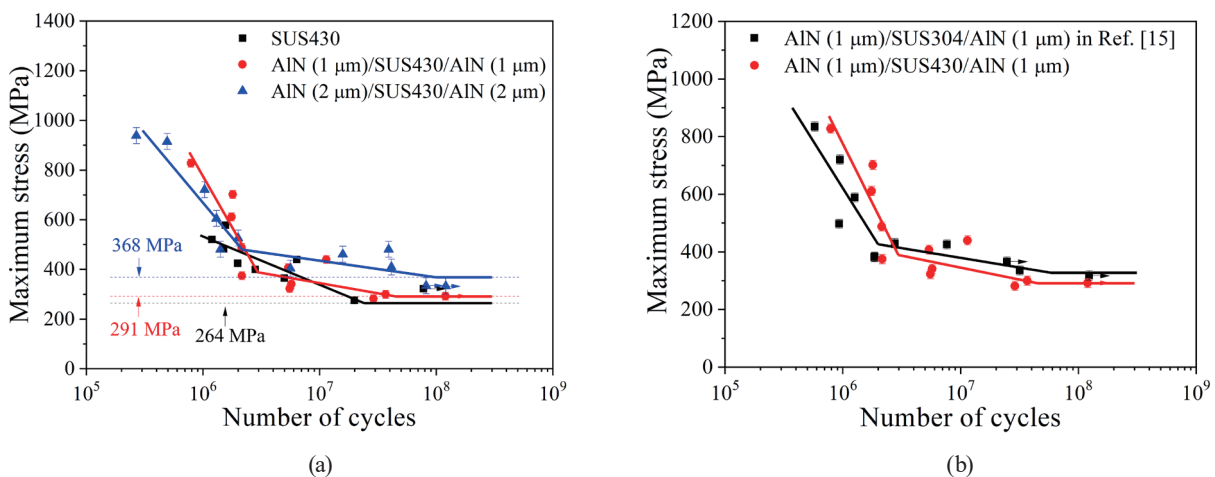 1400
1200
1000
800
600
400
200
0
Maximum stress (MPa)
SUS430
AlN (1 μm)/SUS430/AlN (1 μm)
AlN (2 μm)/SUS430/AlN (2 μm)
368 MPa
291 MPa
264 MPa
10^5 10^6 10^7 10^8 10^9
Number of cycles
(a)
1200
1000
800
600
400
200
0
Maximum stress (MPa)
AlN (1 μm)/SUS304/AlN (1 μm) in Ref. [15]
AlN (1 μm)/SUS430/AlN (1 μm)
10^5 10^6 10^7 10^8 10^9
Number of cycles
(b)